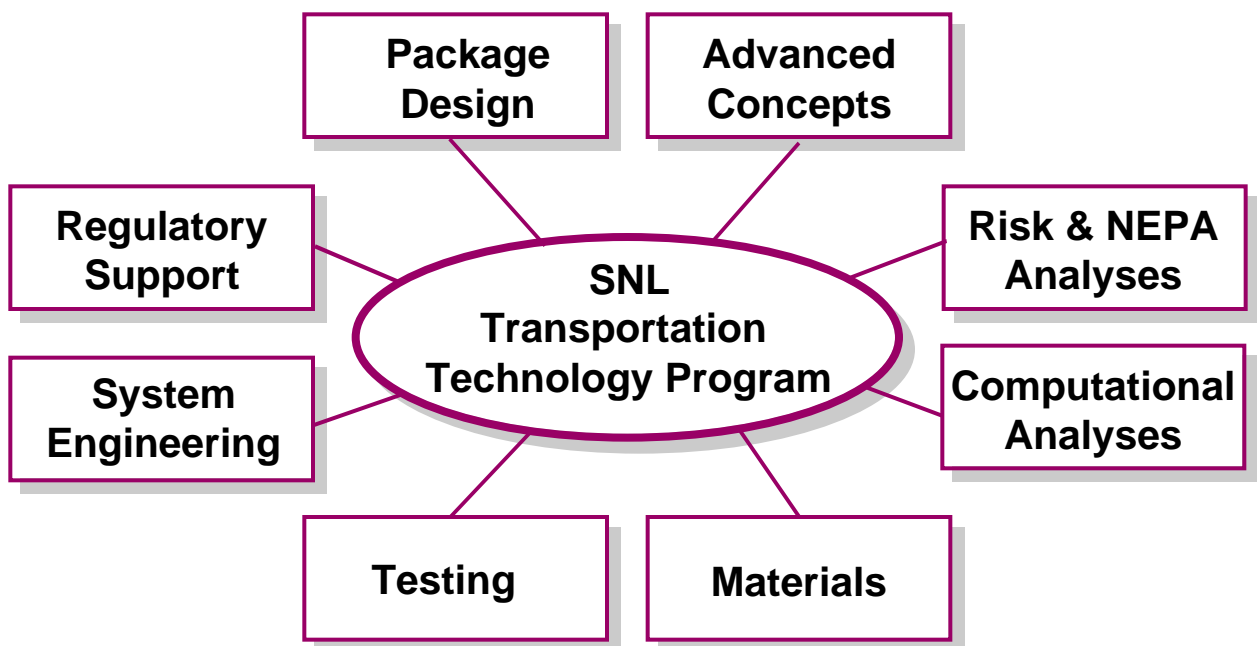 Package
Design
Advanced
Concepts
Regulatory
Support
Risk & NEPA
Analyses
SNL
Transportation
Technology Program
System
Engineering
Computational
Analyses
Testing
Materials